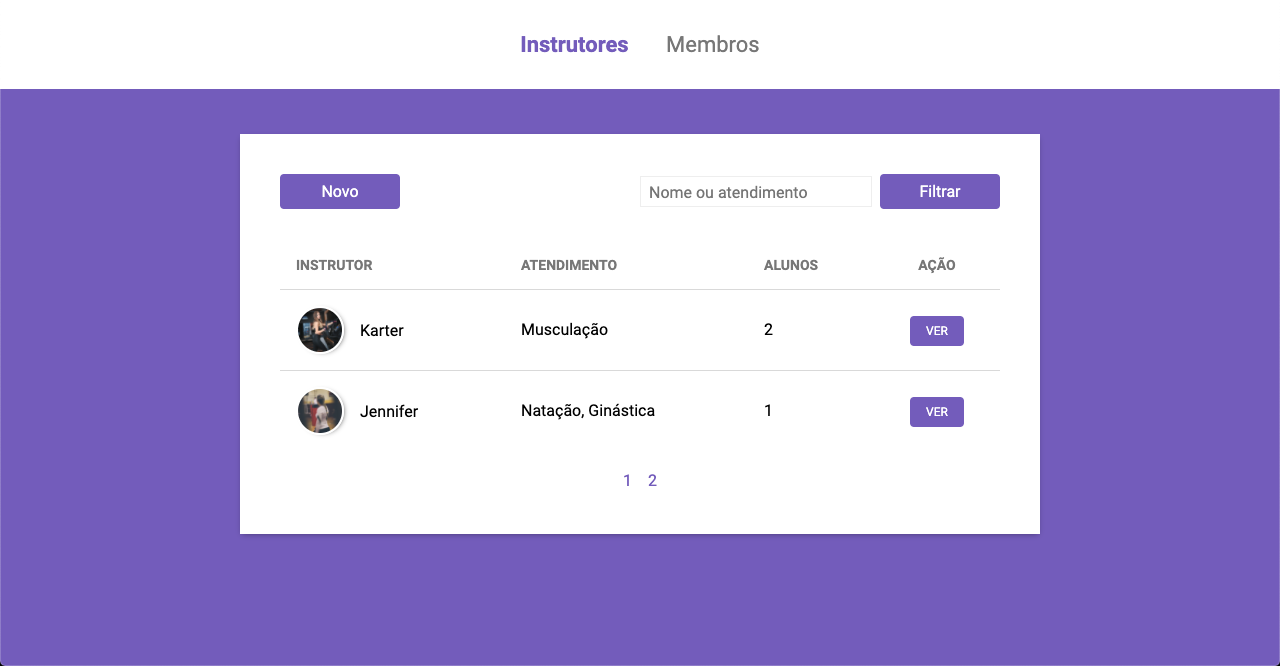 Instrutores Membros
Novo Nome ou atendimento Filtrar
INSTRUTOR ATENDIMENTO ALUNOS AÇÃO
Karter Musculação 2 VER
Jennifer Natação, Ginástica 1 VER
1 2